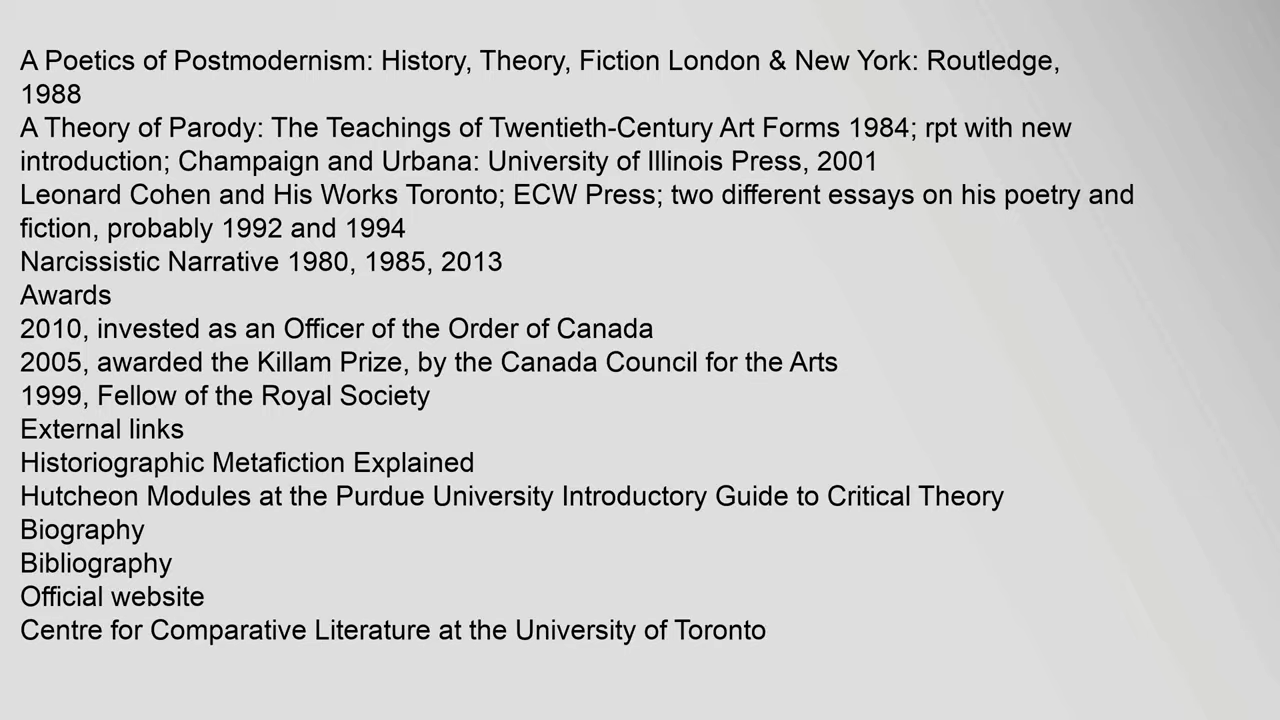 A Poetics of Postmodernism: History, Theory, Fiction London & New York: Routledge,
1988
A Theory of Parody: The Teachings of Twentieth-Century Art Forms 1984; rpt with new
introduction; Champaign and Urbana: University of Illinois Press, 2001
Leonard Cohen and His Works Toronto; ECW Press; two different essays on his poetry and
fiction, probably 1992 and 1994
Narcissistic Narrative 1980, 1985, 2013
Awards
2010, invested as an Officer of the Order of Canada
2005, awarded the Killam Prize, by the Canada Council for the Arts
1999, Fellow of the Royal Society
External links
Historiographic Metafiction Explained
Hutcheon Modules at the Purdue University Introductory Guide to Critical Theory
Biography
Bibliography
Official website
Centre for Comparative Literature at the University of Toronto